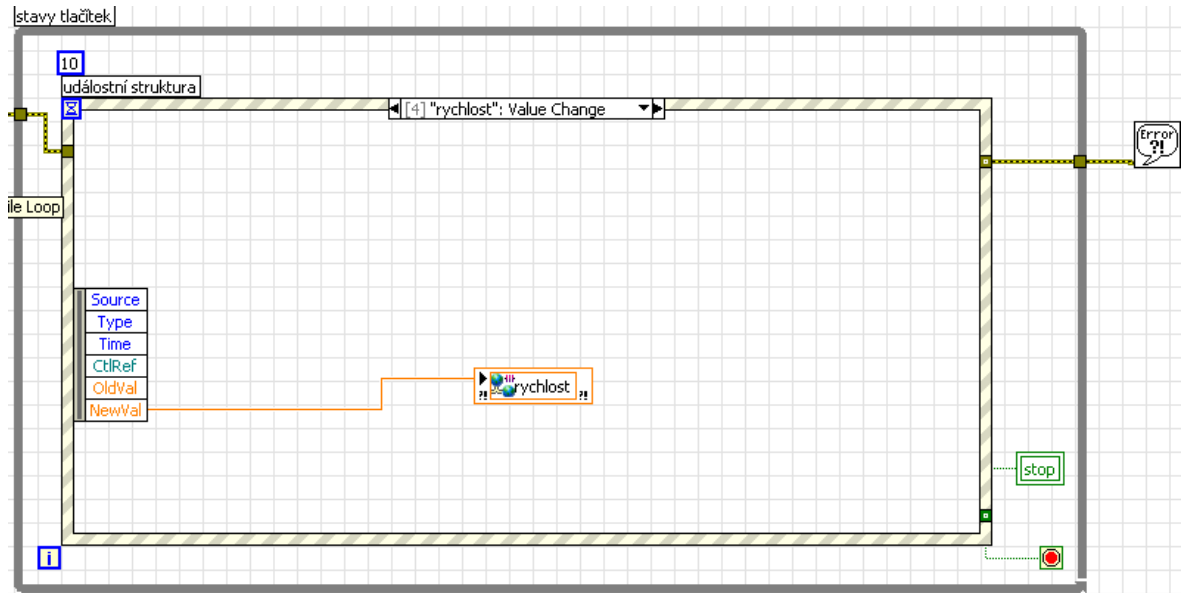 stavy tlačítek
10
událostní struktura
[4] "rychlost": Value Change
Error
?!
ile Loop
Source
Type
Time
CtlRef
OldVal
NewVal
?! rychlost ?!
stop
i